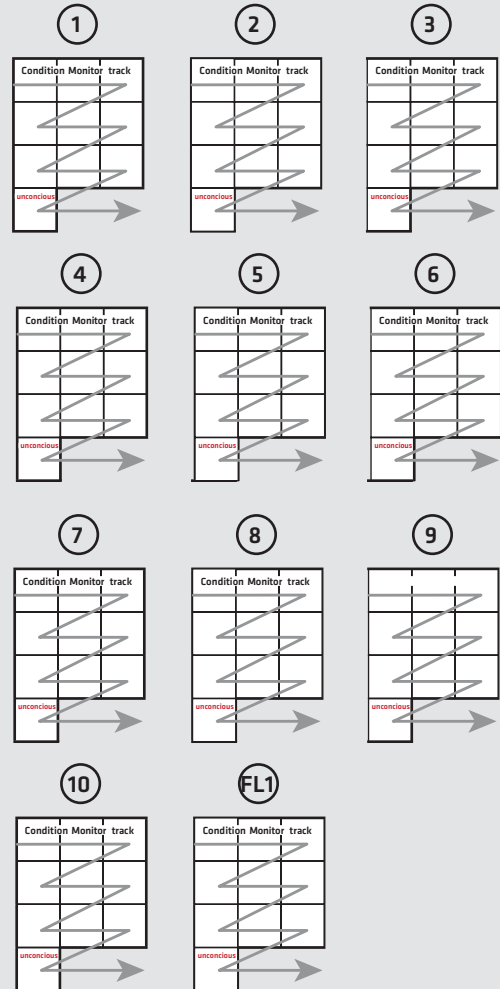 1 2 3
Condition Monitor track Condition Monitor track Condition Monitor track
unconcious unconcious unconcious
4 5 6
Condition Monitor track Condition Monitor track Condition Monitor track
unconcious unconcious unconcious
7 8 9
Condition Monitor track Condition Monitor track
unconcious unconcious unconcious
10 FL1
Condition Monitor track Condition Monitor track
unconcious unconcious